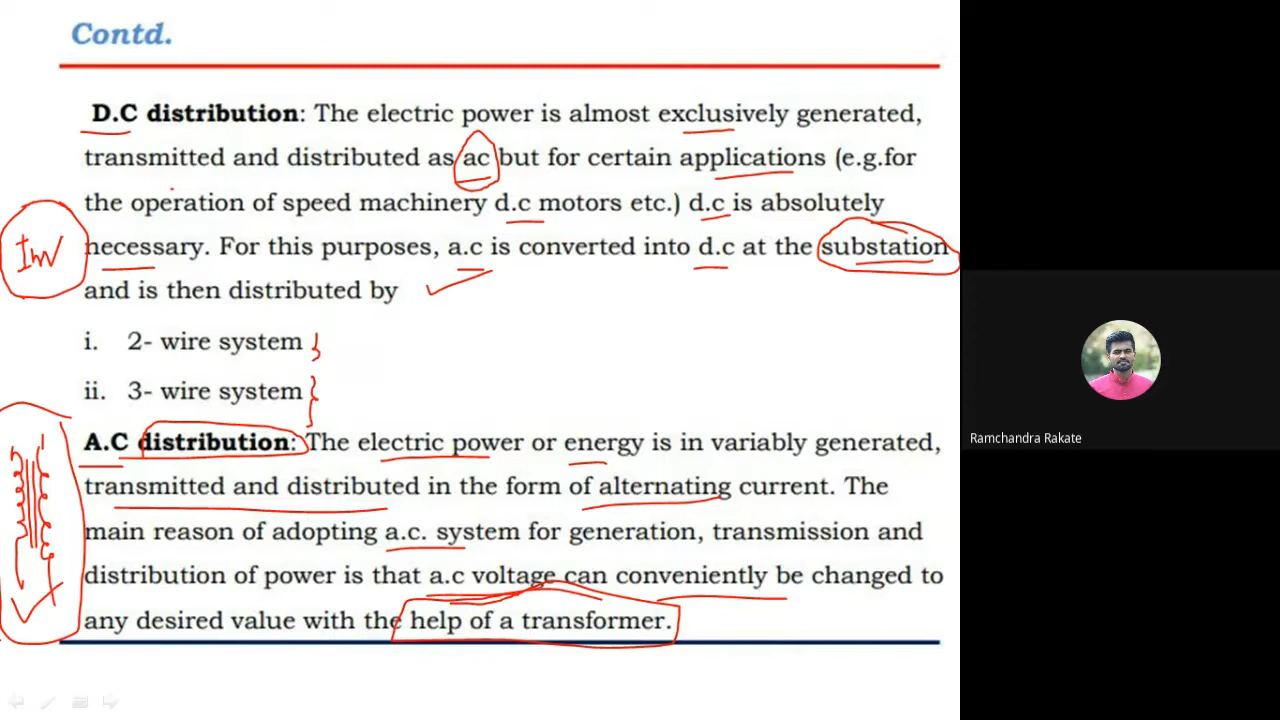 Contd.
D.C distribution: The electric power is almost exclusively generated,
transmitted and distributed as ac but for certain applications (e.g.for
the operation of speed machinery d.c motors etc.) d.c is absolutely
Inv
necessary. For this purposes, a.c is converted into d.c at the substation
and is then distributed by
i. 2- wire system
ii. 3- wire system
A.C distribution: The electric power or energy is in variably generated,
transmitted and distributed in the form of alternating current. The
main reason of adopting a.c. system for generation, transmission and
distribution of power is that a.c voltage can conveniently be changed to
any desired value with the help of a transformer.
Ramchandra Rakate